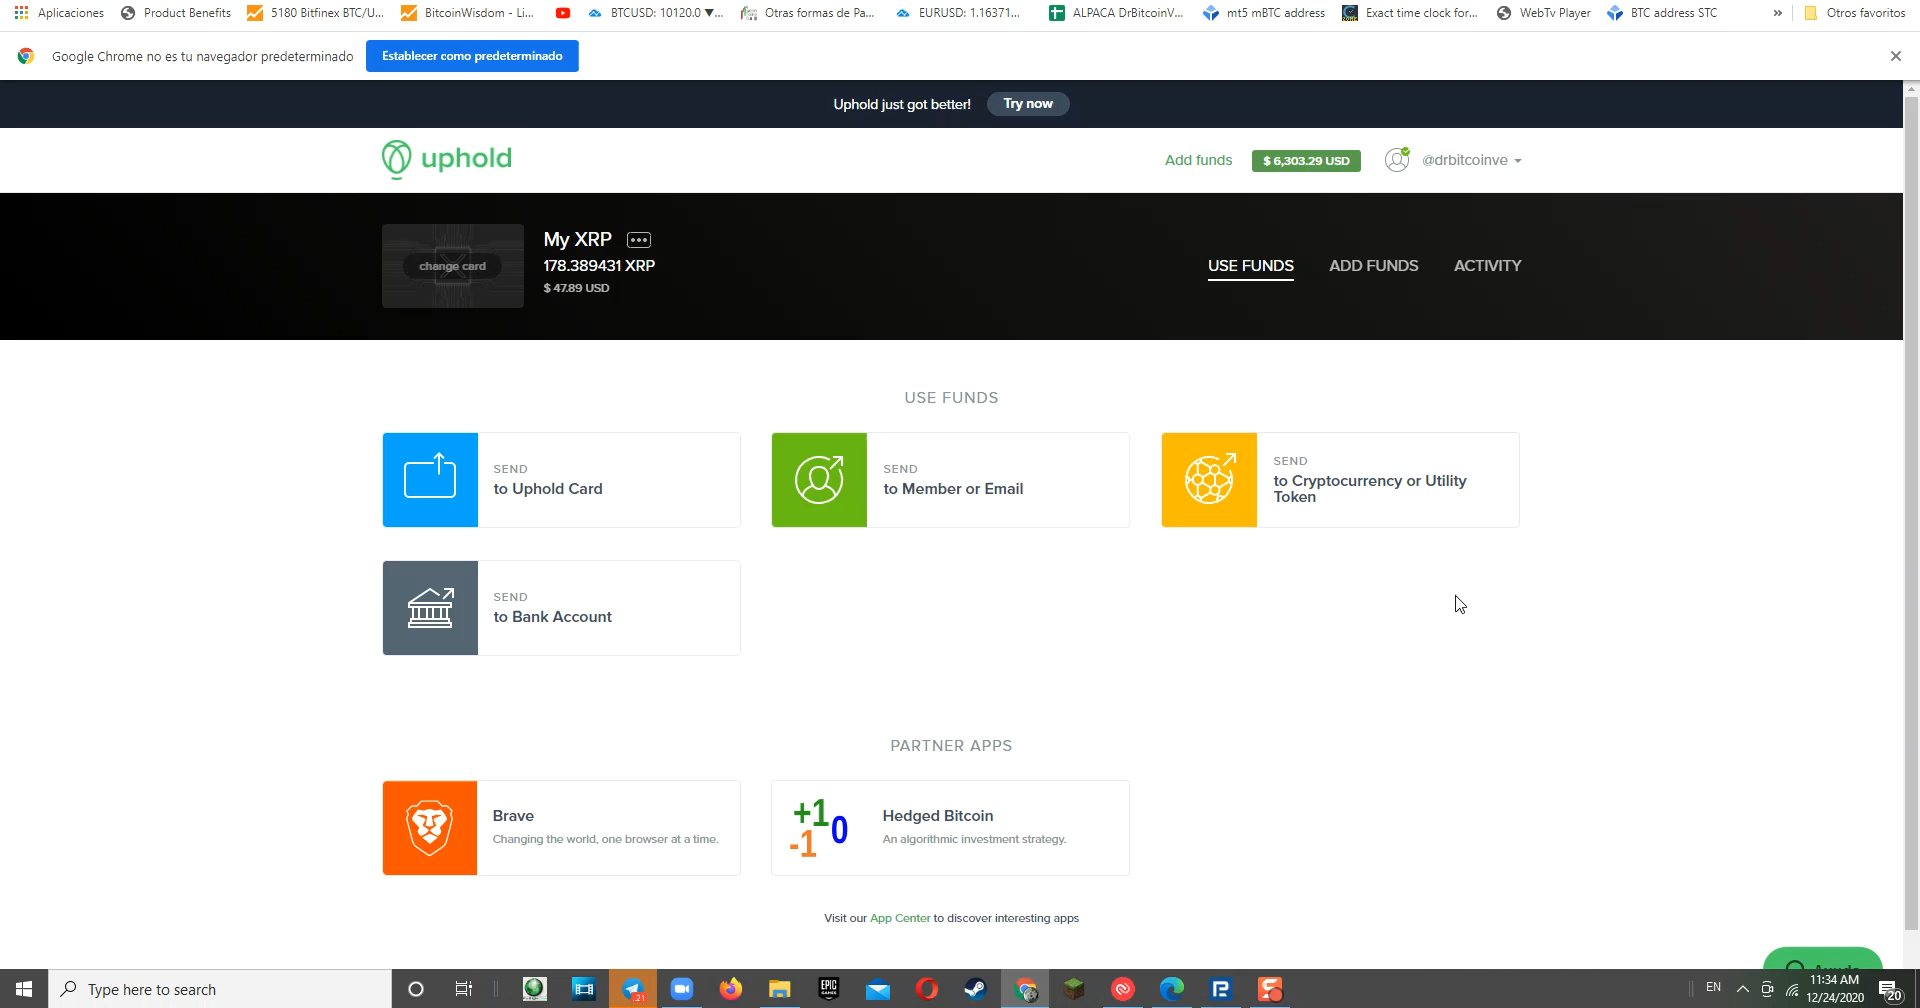 Aplicaciones Product Benefits 5180 Bitfinex BTC/U... BitcoinWisdom - Li... BTCUSD: 10120.0 ▼... Otras formas de Pa... EURUSD: 1.16371... ALPACA DrBitcoinV... mt5 mBTC address Exact time clock for... WebTv Player BTC address STC » Otros favoritos
Google Chrome no es tu navegador predeterminado Establecer como predeterminado
Uphold just got better! Try now
uphold Add funds $ 6,303.29 USD @drbitcoinve
My XRP
178.389431 XRP
$ 47.89 USD
change card
USE FUNDS ADD FUNDS ACTIVITY
USE FUNDS
SEND
to Uphold Card
SEND
to Member or Email
SEND
to Cryptocurrency or Utility
Token
SEND
to Bank Account
PARTNER APPS
Brave
Changing the world, one browser at a time.
+1
0
-1
Hedged Bitcoin
An algorithmic investment strategy.
Visit our App Center to discover interesting apps
Type here to search
EPIC
GAMES
21
EN
11:34 AM
12/24/2020
20